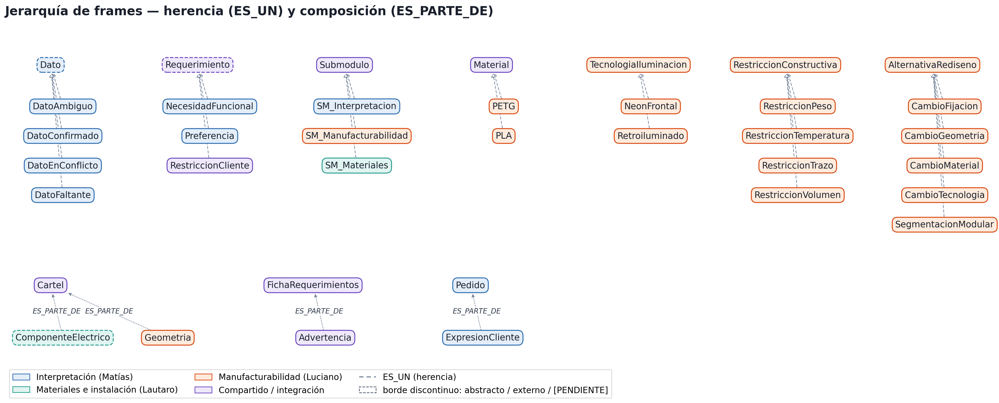 Jerarquía de frames — herencia (ES_UN) y composición (ES_PARTE_DE)
Dato
Requerimiento
Submodulo
Material
TecnologiaIluminacion
RestriccionConstructiva
AlternativaRediseno
DatoAmbiguo
NecesidadFuncional
SM_Interpretacion
PETG
NeonFrontal
RestriccionPeso
CambioFijacion
DatoConfirmado
Preferencia
SM_Manufacturabilidad
PLA
Retroiluminado
RestriccionTemperatura
CambioGeometria
DatoEnConflicto
RestriccionCliente
SM_Materiales
RestriccionTrazo
CambioMaterial
DatoFaltante
RestriccionVolumen
CambioTecnologia
SegmentacionModular
Cartel
FichaRequerimientos
Pedido
ES_PARTE_DE
ES_PARTE_DE
ES_PARTE_DE
ES_PARTE_DE
ComponenteElectrico
Geometria
Advertencia
ExpresionCliente
Interpretación (Matías)
Materiales e instalación (Lautaro)
Manufacturabilidad (Luciano)
Compartido / integración
ES_UN (herencia)
borde discontinuo: abstracto / externo / [PENDIENTE]